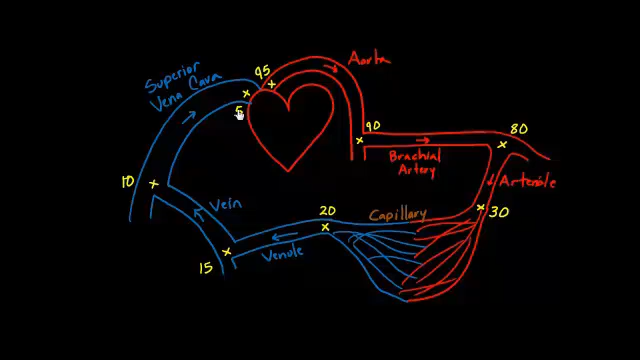 Superior
Vena Cava
95
Aorta
5
90
80
Brachial
Artery
10
Arteriole
Vein
20
Capillary
30
Venule
15